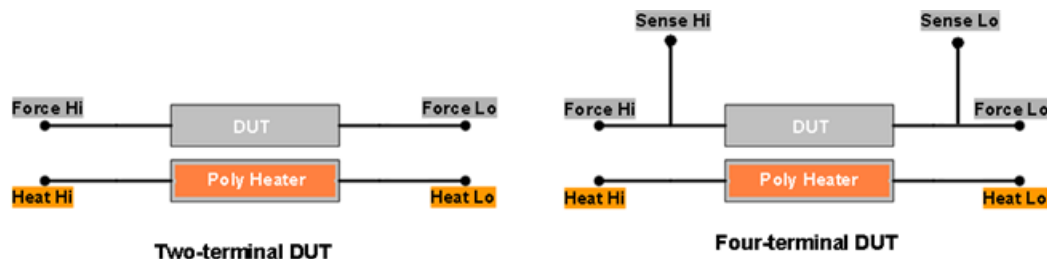 Sense Hi
Sense Lo
Force Hi
Force Lo
Force Hi
Force Lo
DUT
DUT
Poly Heater
Poly Heater
Heat Hi
Heat Lo
Heat Hi
Heat Lo
Two-terminal DUT
Four-terminal DUT